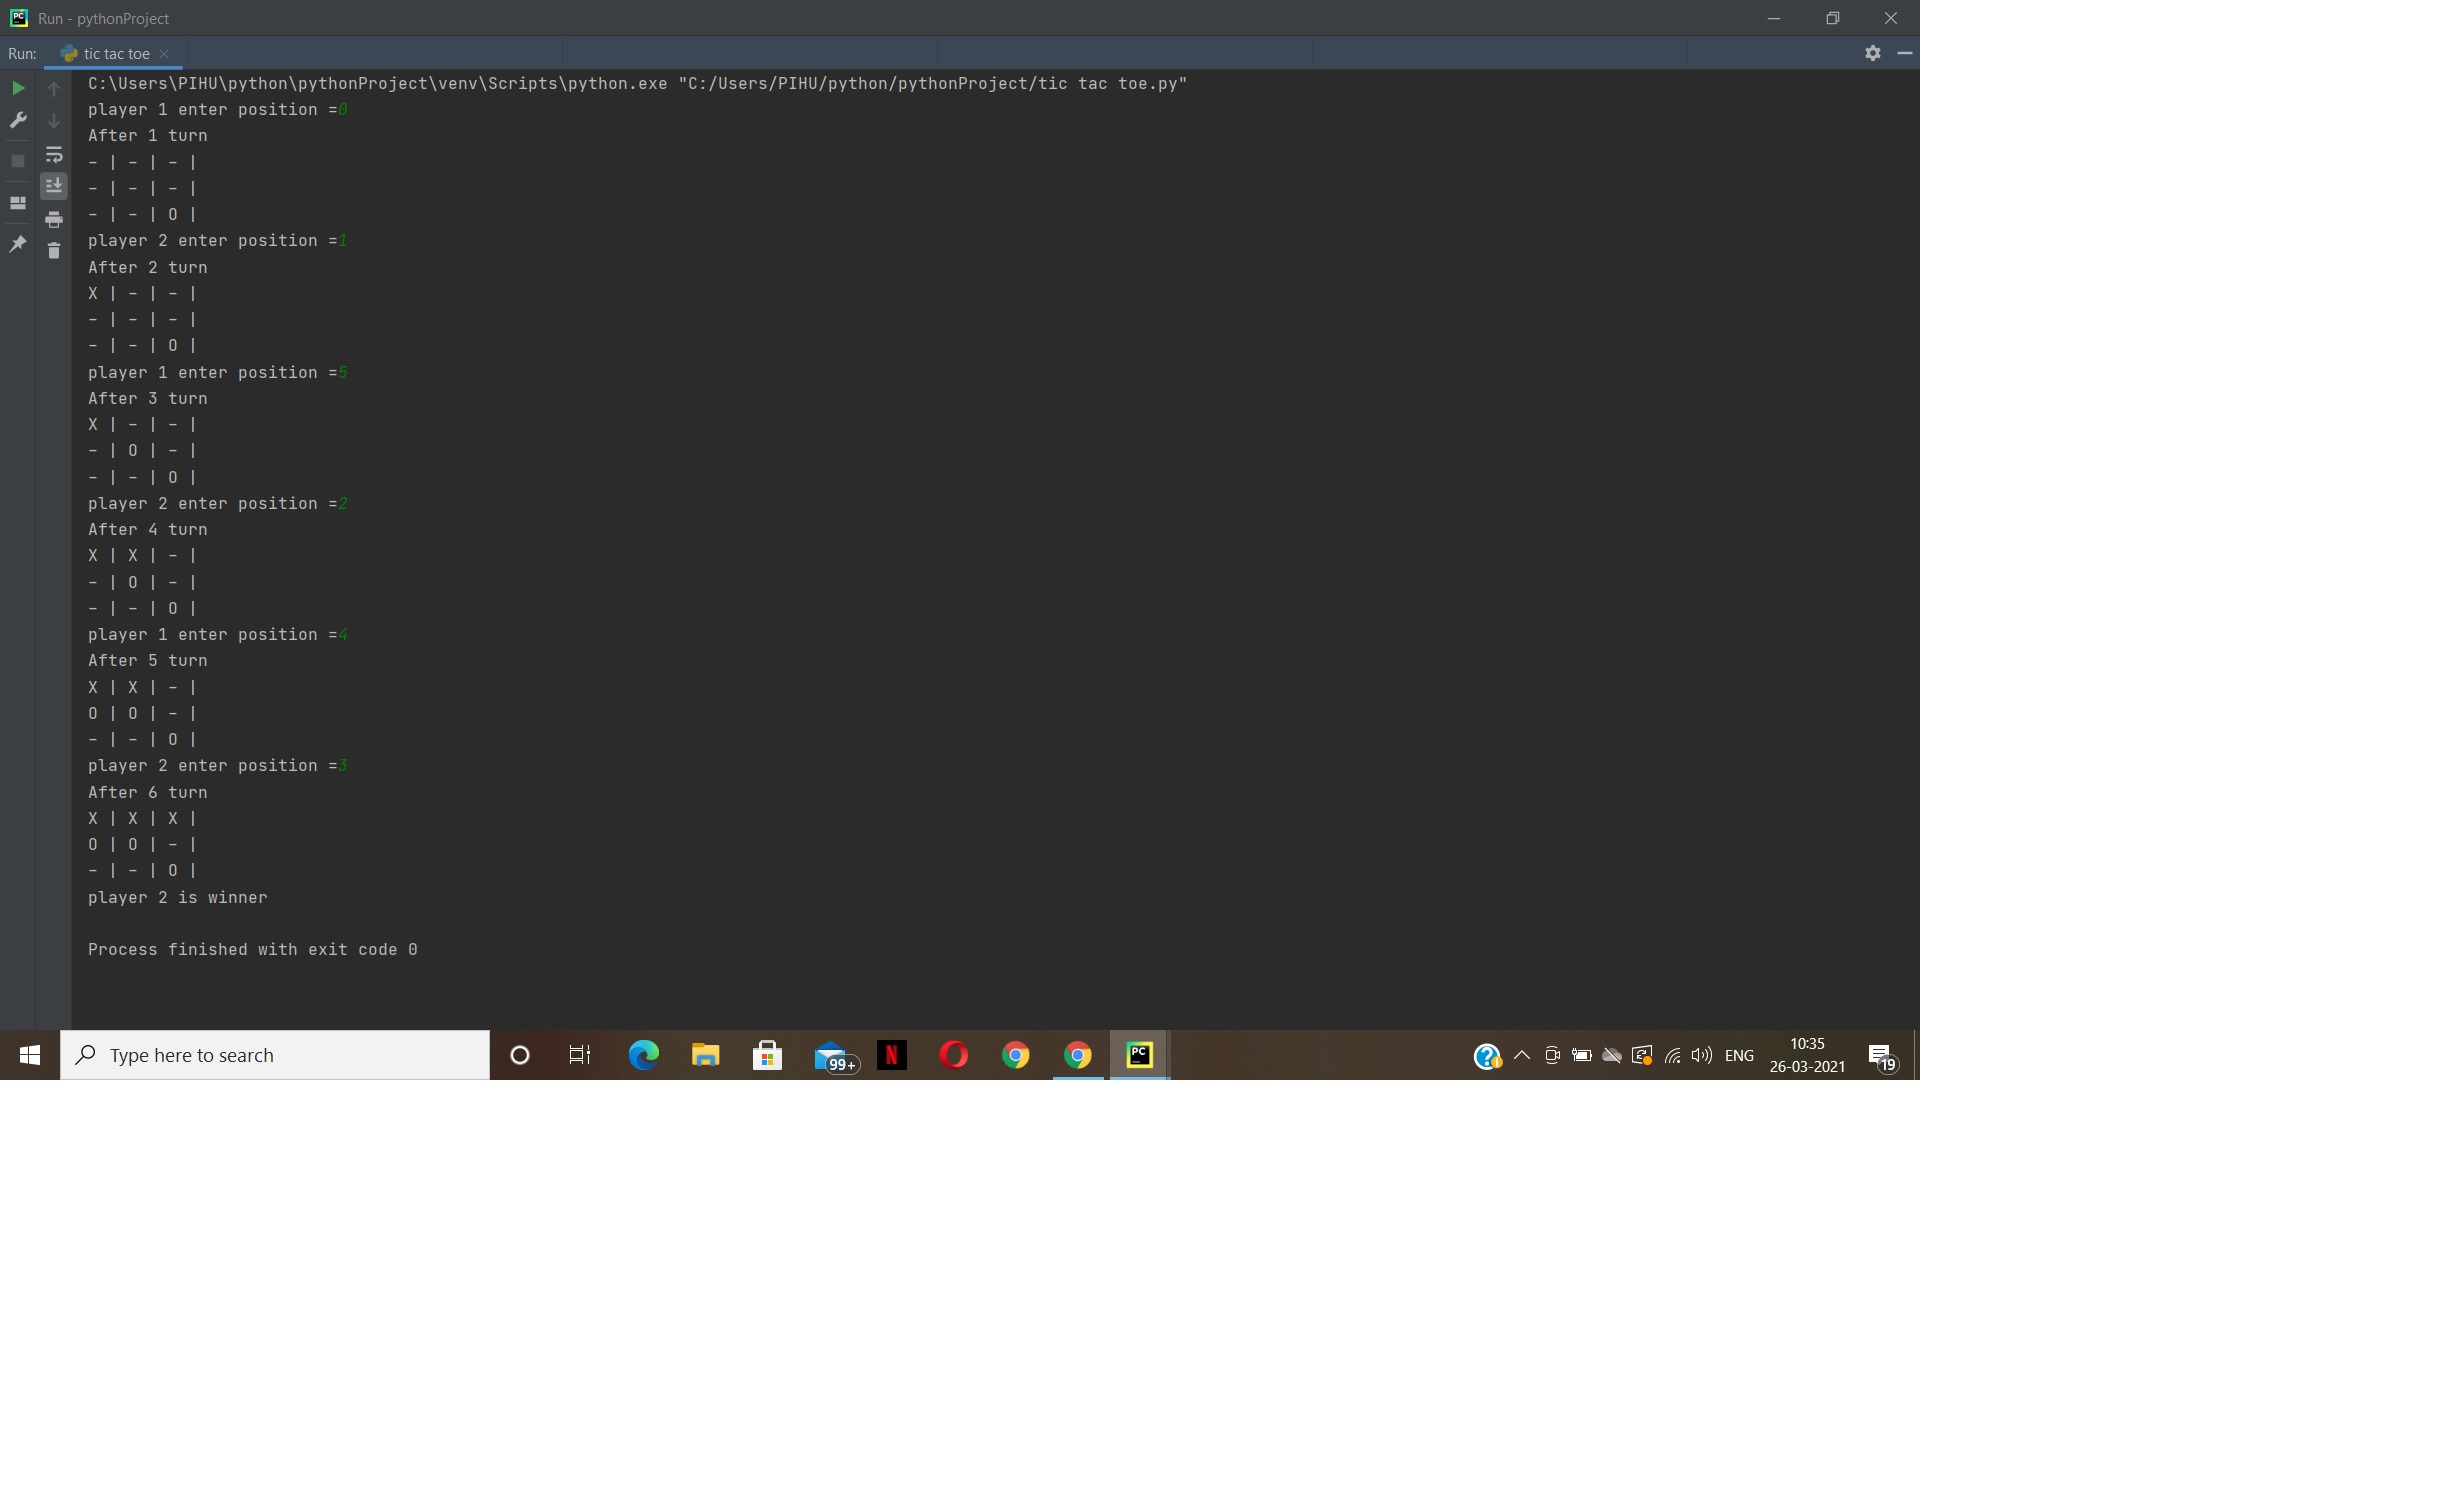 Run - pythonProject
Run: tic tac toe
C:\Users\PIHU\python\pythonProject\venv\Scripts\python.exe "C:/Users/PIHU/python/pythonProject/tic tac toe.py"
player 1 enter position =0
After 1 turn
- | - | - |
- | - | - |
- | - | O |
player 2 enter position =1
After 2 turn
X | - | - |
- | - | - |
- | - | O |
player 1 enter position =5
After 3 turn
X | - | - |
- | O | - |
- | - | O |
player 2 enter position =2
After 4 turn
X | X | - |
- | O | - |
- | - | O |
player 1 enter position =4
After 5 turn
X | X | - |
O | O | - |
- | - | O |
player 2 enter position =3
After 6 turn
X | X | X |
O | O | - |
- | - | O |
player 2 is winner
Process finished with exit code 0
Type here to search
99+
N
PC
ENG
10:35
26-03-2021
19